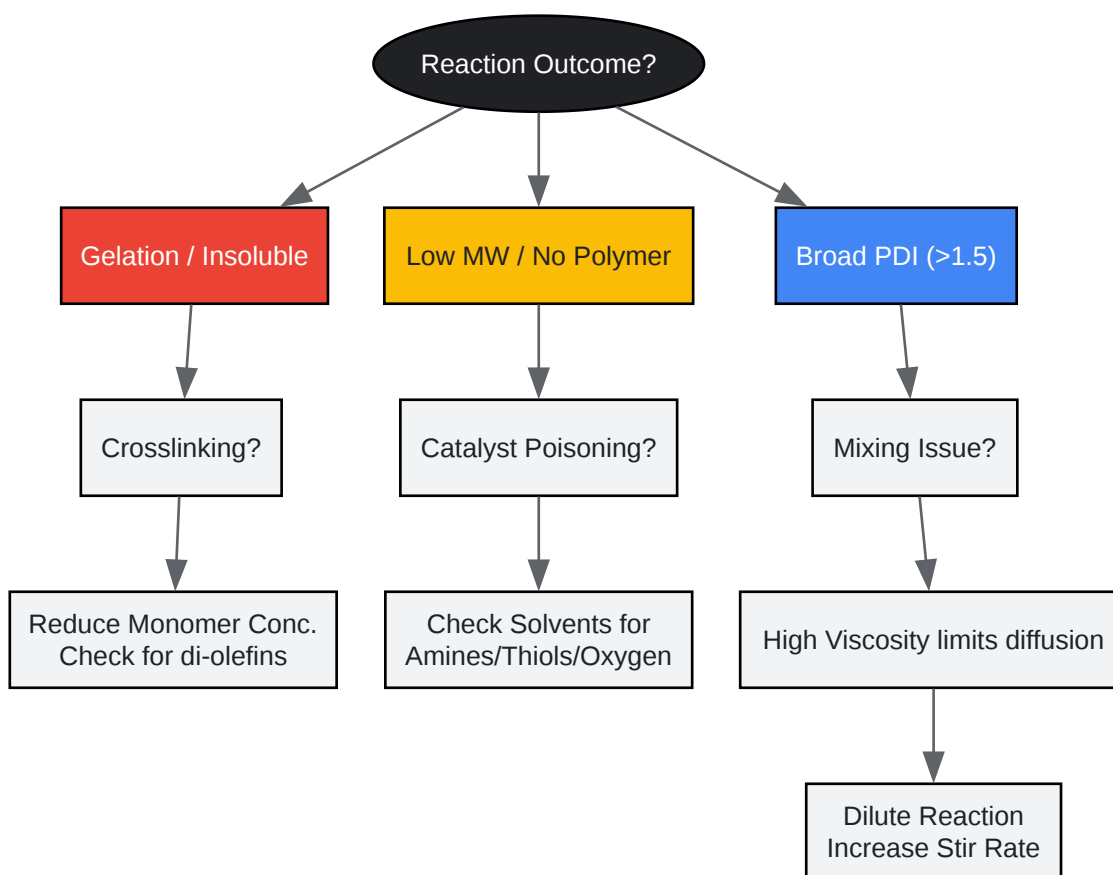 Reaction Outcome?
Gelation / Insoluble
Low MW / No Polymer
Broad PDI (>1.5)
Crosslinking?
Catalyst Poisoning?
Mixing Issue?
Reduce Monomer Conc.
Check for di-olefins
Check Solvents for
Amines/Thiols/Oxygen
High Viscosity limits diffusion
Dilute Reaction
Increase Stir Rate